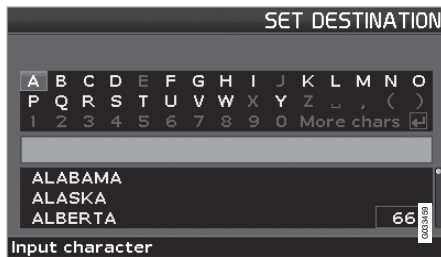 SET DESTINATION
A B C D E F G H I J K L M N O
P Q R S T U V W X Y Z ␣ , ( )
1 2 3 4 5 6 7 8 9 0 More chars ↵
ALABAMA
ALASKA
ALBERTA
66
G033459
Input character